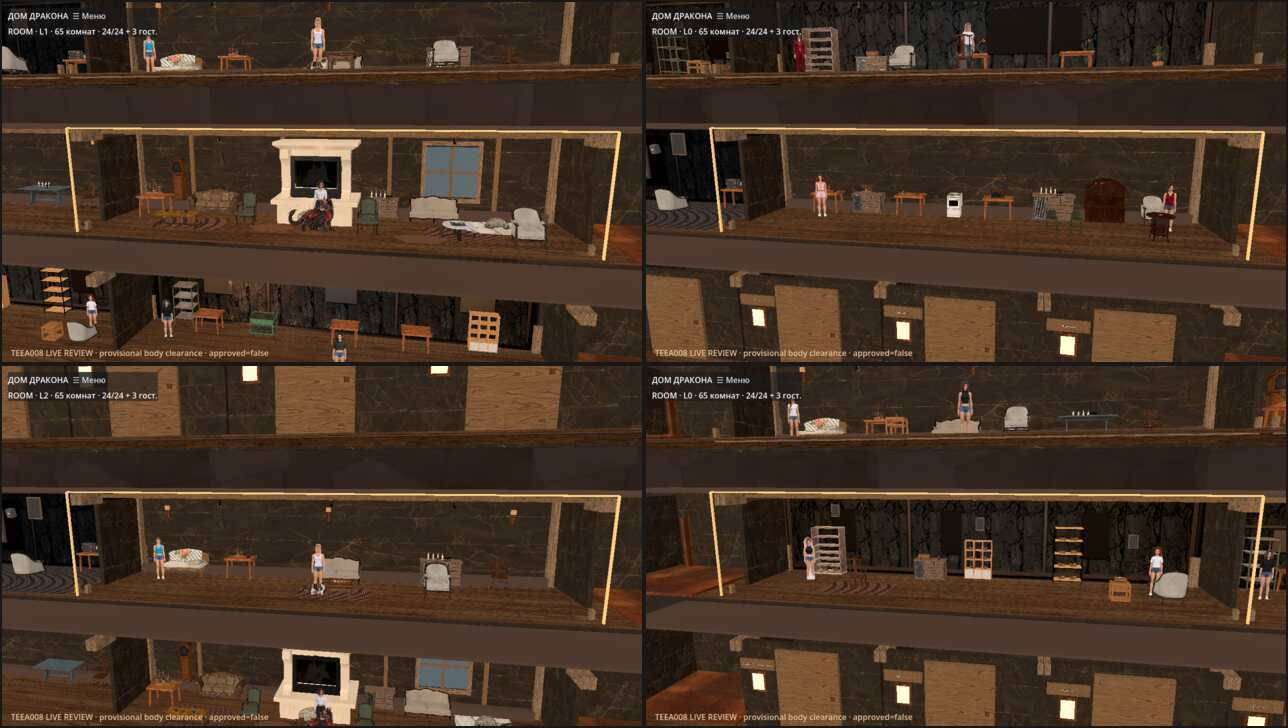 ДОМ ДРАКОНА ☰ Меню
ROOM · L1 · 65 комнат · 24/24 + 3 гост.
TEEA008 LIVE REVIEW · provisional body clearance · approved=false
ДОМ ДРАКОНА ☰ Меню
ROOM · L0 · 65 комнат · 24/24 + 3 гост.
TEEA008 LIVE REVIEW · provisional body clearance · approved=false
ДОМ ДРАКОНА ☰ Меню
ROOM · L2 · 65 комнат · 24/24 + 3 гост.
TEEA008 LIVE REVIEW · provisional body clearance · approved=false
ДОМ ДРАКОНА ☰ Меню
ROOM · L0 · 65 комнат · 24/24 + 3 гост.
TEEA008 LIVE REVIEW · provisional body clearance · approved=false